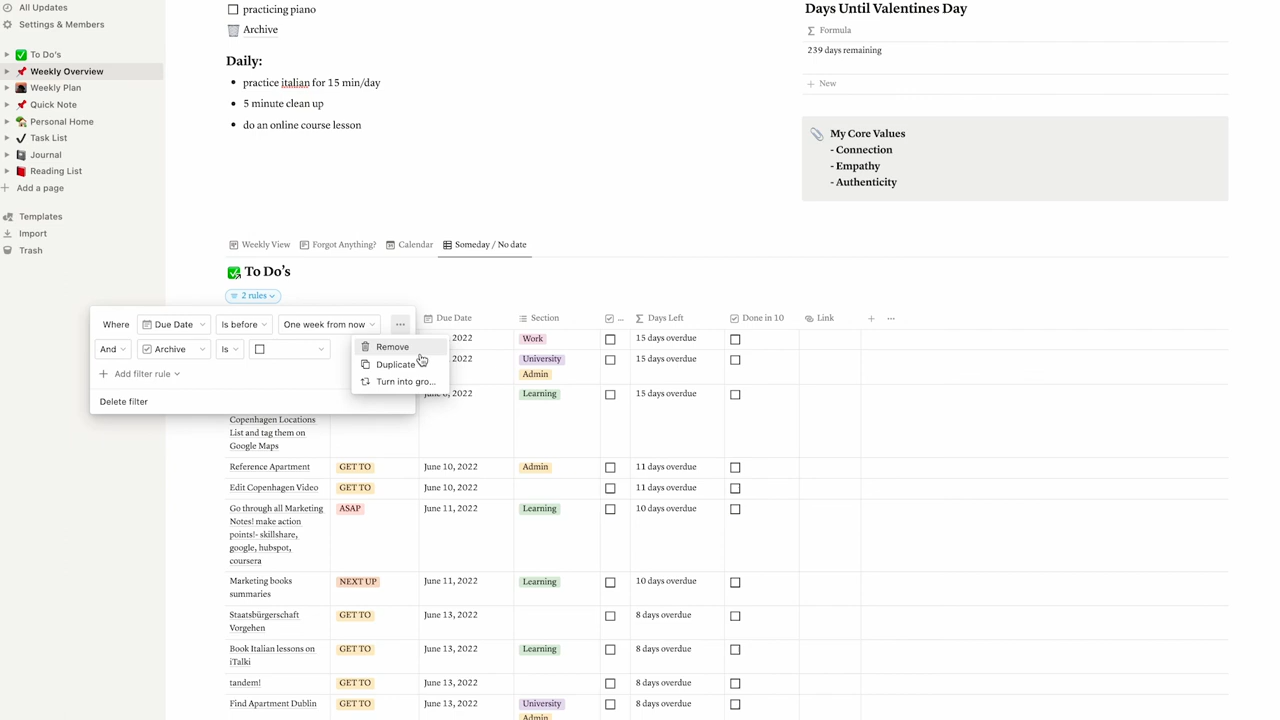 All Updates
Settings & Members
To Do's
Weekly Overview
Weekly Plan
Quick Note
Personal Home
Task List
Journal
Reading List
Add a page
Templates
Import
Trash
practicing piano
Archive
Daily:
practice italian for 15 min/day
5 minute clean up
do an online course lesson
Days Until Valentines Day
Formula
239 days remaining
New
My Core Values
- Connection
- Empathy
- Authenticity
Weekly View Forgot Anything? Calendar Someday / No date
To Do's
2 rules
Where Due Date Is before One week from now ...
And Archive Is
Add filter rule
Delete filter
Remove
Duplicate
Turn into gro...
Due Date Section ... Days Left Done in 10 Link
2022 Work 15 days overdue
2022 University 15 days overdue
Admin
2022 Learning 15 days overdue
Copenhagen Locations
List and tag them on
Google Maps
Reference Apartment GET TO June 10, 2022 Admin 11 days overdue
Edit Copenhagen Video GET TO June 10, 2022 11 days overdue
Go through all Marketing ASAP June 11, 2022 Learning 10 days overdue
Notes! make action
points!- skillshare,
google, hubspot,
coursera
Marketing books NEXT UP June 11, 2022 Learning 10 days overdue
summaries
Staatsbürgerschaft GET TO June 13, 2022 8 days overdue
Vorgehen
Book Italian lessons on GET TO June 13, 2022 Learning 8 days overdue
iTalki
tandem! GET TO June 13, 2022 8 days overdue
Find Apartment Dublin GET TO June 13, 2022 University 8 days overdue
Admin